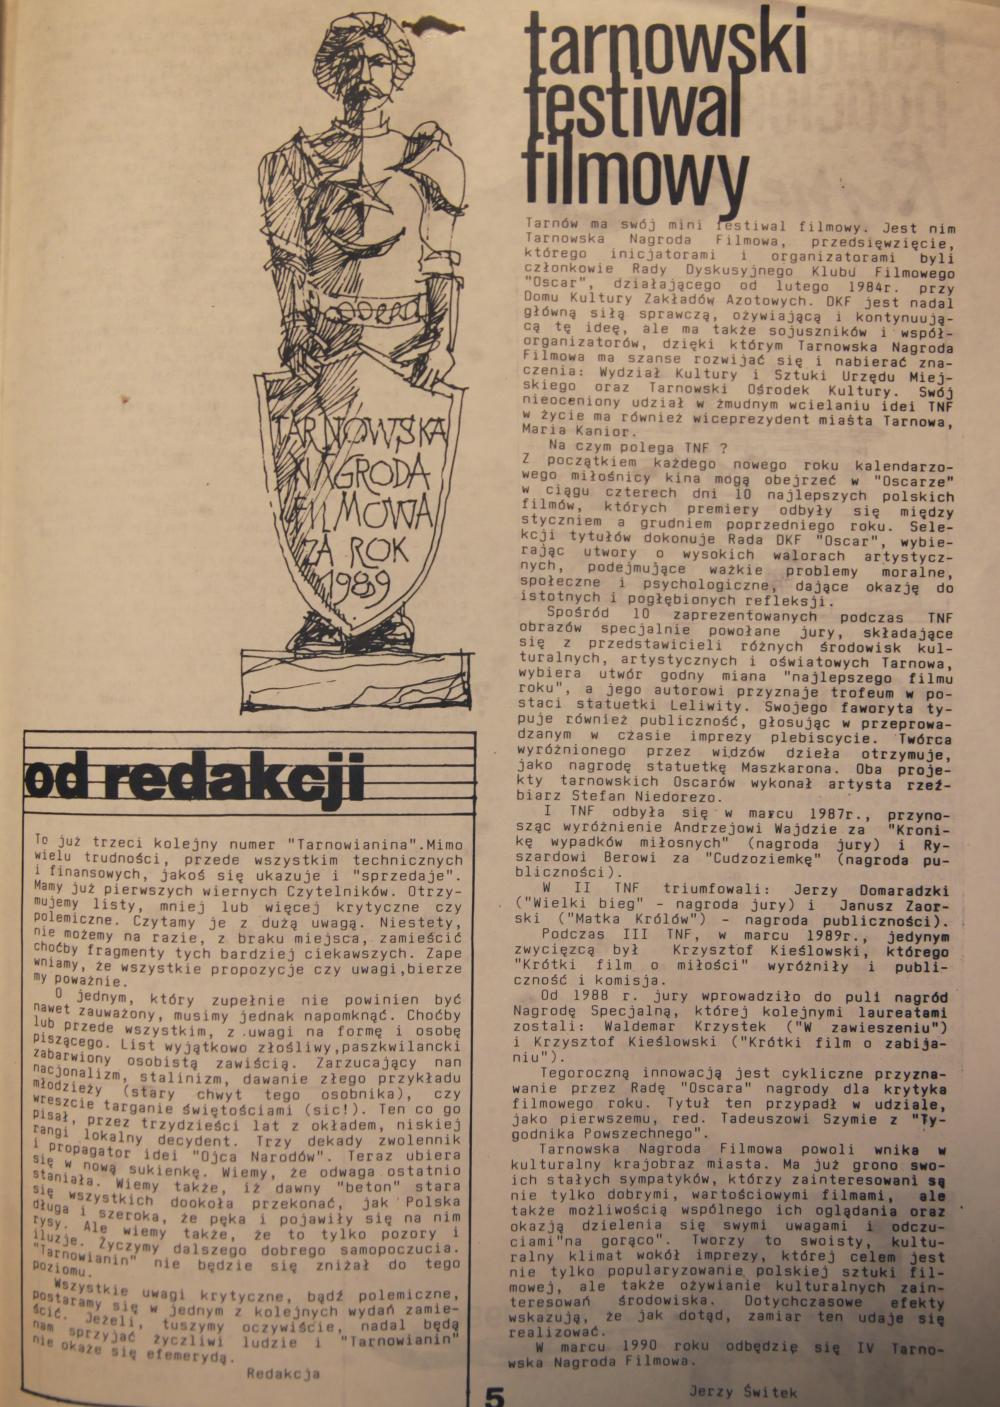 TARNOWSKA
NAGRODA
FILMOWA
ZA ROK
1989
od redakcji
To już trzeci kolejny numer "Tarnowianina".Mimo
wielu trudności, przede wszystkim technicznych
i finansowych, jakoś się ukazuje i "sprzedaje".
Mamy już pierwszych wiernych Czytelników. Otrzy-
mujemy listy, mniej lub więcej krytyczne czy
polemiczne. Czytamy je z dużą uwagą. Niestety,
nie możemy na razie, z braku miejsca, zamieścić
choćby fragmenty tych bardziej ciekawszych. Zape
wniamy, że wszystkie propozycje czy uwagi,bierze
my poważnie.
O jednym, który zupełnie nie powinien być
nawet zauważony, musimy jednak napomknąć. Choćby
lub przede wszystkim, z uwagi na formę i osobę
piszącego. List wyjątkowo złośliwy,paszkwilancki
zabarwiony osobistą zawiścią. Zarzucający nan
nacjonalizm, stalinizm, dawanie złego przykładu
młodzieży (stary chwyt tego osobnika), czy
wreszcie targanie świętościami (sic!). Ten co go
pisał, przez trzydzieści lat z okładem, niskiej
rangi lokalny decydent. Trzy dekady zwolennik
i propagator idei "Ojca Narodów". Teraz ubiera
się w nową sukienkę. Wiemy, że odwaga ostatnio
staniała. Wiemy także, iż dawny "beton" stara
się wszystkich dookoła przekonać, jak Polska
długa i szeroka, że pęka i pojawiły się na nim
rysy. Ale wiemy także, że to tylko pozory i
iluzje. Życzymy dalszego dobrego samopoczucia.
"Tarnowianin" nie będzie się zniżał do tego
poziomu.
Wszystkie uwagi krytyczne, bądź polemiczne,
postaramy się w jednym z kolejnych wydań zamie-
ścić. Jeżeli, tuszymy oczywiście, nadal będą
nam sprzyjać życzliwi ludzie i "Tarnowianin"
nie okaże się efemerydą.
Redakcja
tarnowski
festiwal
filmowy
Tarnów ma swój mini festiwal filmowy. Jest nim
Tarnowska Nagroda Filmowa, przedsięwzięcie,
którego inicjatorami i organizatorami byli
członkowie Rady Dyskusyjnego Klubu Filmowego
"Oscar", działającego od lutego 1984r. przy
Domu Kultury Zakładów Azotowych. DKF jest nadal
główną siłą sprawczą, ożywiającą i kontynuują-
cą tę ideę, ale ma także sojuszników i współ-
organizatorów, dzięki którym Tarnowska Nagroda
Filmowa ma szanse rozwijać się i nabierać zna-
czenia: Wydział Kultury i Sztuki Urzędu Miej-
skiego oraz Tarnowski Ośrodek Kultury. Swój
nieoceniony udział w żmudnym wcielaniu idei TNF
w życie ma również wiceprezydent miasta Tarnowa,
Maria Kanior.
Na czym polega TNF ?
Z początkiem każdego nowego roku kalendarzo-
wego miłośnicy kina mogą obejrzeć w "Oscarze"
w ciągu czterech dni 10 najlepszych polskich
filmów, których premiery odbyły się między
styczniem a grudniem poprzedniego roku. Sele-
kcji tytułów dokonuje Rada DKF "Oscar", wybie-
rając utwory o wysokich walorach artystycz-
nych, podejmujące ważkie problemy moralne,
społeczne i psychologiczne, dające okazję do
istotnych i pogłębionych refleksji.
Spośród 10 zaprezentowanych podczas TNF
obrazów specjalnie powołane jury, składające
się z przedstawicieli różnych środowisk kul-
turalnych, artystycznych i oświatowych Tarnowa,
wybiera utwór godny miana "najlepszego filmu
roku", a jego autorowi przyznaje trofeum w po-
staci statuetki Leliwity. Swojego faworyta ty-
puje również publiczność, głosując w przeprowa-
dzanym w czasie imprezy plebiscycie. Twórca
wyróżnionego przez widzów dzieła otrzymuje,
jako nagrodę statuetkę Maszkarona. Oba proje-
kty tarnowskich Oscarów wykonał artysta rzeź-
biarz Stefan Niedorezo.
I TNF odbyła się w marcu 1987r., przyno-
sząc wyróżnienie Andrzejowi Wajdzie za "Kroni-
kę wypadków miłosnych" (nagroda jury) i Ry-
szardowi Berowi za "Cudzoziemkę" (nagroda pu-
bliczności).
W II TNF triumfowali: Jerzy Domaradzki
("Wielki bieg" - nagroda jury) i Janusz Zaor-
ski ("Matka Królów") - nagroda publiczności).
Podczas III TNF, w marcu 1989r., jedynym
zwycięzcą był Krzysztof Kieślowski, którego
"Krótki film o miłości" wyróżniły i publi-
czność i komisja.
Od 1988 r. jury wprowadziło do puli nagród
Nagrodę Specjalną, której kolejnymi laureatami
zostali: Waldemar Krzystek ("W zawieszeniu")
i Krzysztof Kieślowski ("Krótki film o zabija-
niu").
Tegoroczną innowacją jest cykliczne przyzna-
wanie przez Radę "Oscara" nagrody dla krytyka
filmowego roku. Tytuł ten przypadł w udziale,
jako pierwszemu, red. Tadeuszowi Szymie z "Ty-
godnika Powszechnego".
Tarnowska Nagroda Filmowa powoli wnika w
kulturalny krajobraz miasta. Ma już grono swo-
ich stałych sympatyków, którzy zainteresowani są
nie tylko dobrymi, wartościowymi filmami, ale
także możliwością wspólnego ich oglądania oraz
okazją dzielenia się swymi uwagami i odczu-
ciami"na gorąco". Tworzy to swoisty, kultu-
ralny klimat wokół imprezy, której celem jest
nie tylko popularyzowanie polskiej sztuki fil-
mowej, ale także ożywianie kulturalnych zain-
teresowań środowiska. Dotychczasowe efekty
wskazują, że jak dotąd, zamiar ten udaje się
realizować.
W marcu 1990 roku odbędzie się IV Tarno-
wska Nagroda Filmowa.
Jerzy Świtek
5